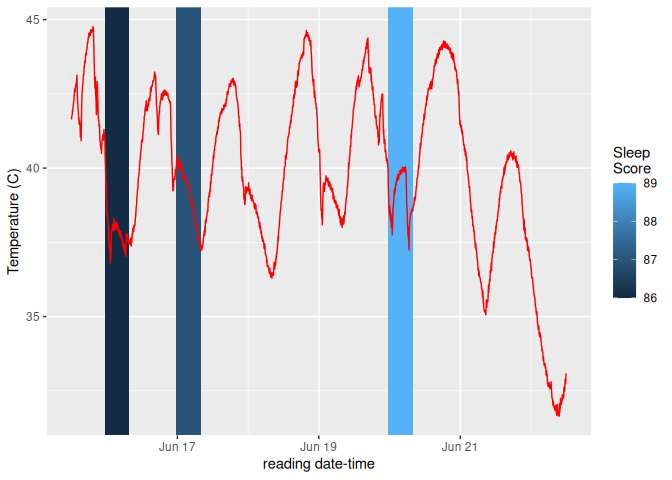 45
40
35
Temperature (C)
Jun 17
Jun 19
Jun 21
reading date-time
Sleep
Score
89
88
87
86